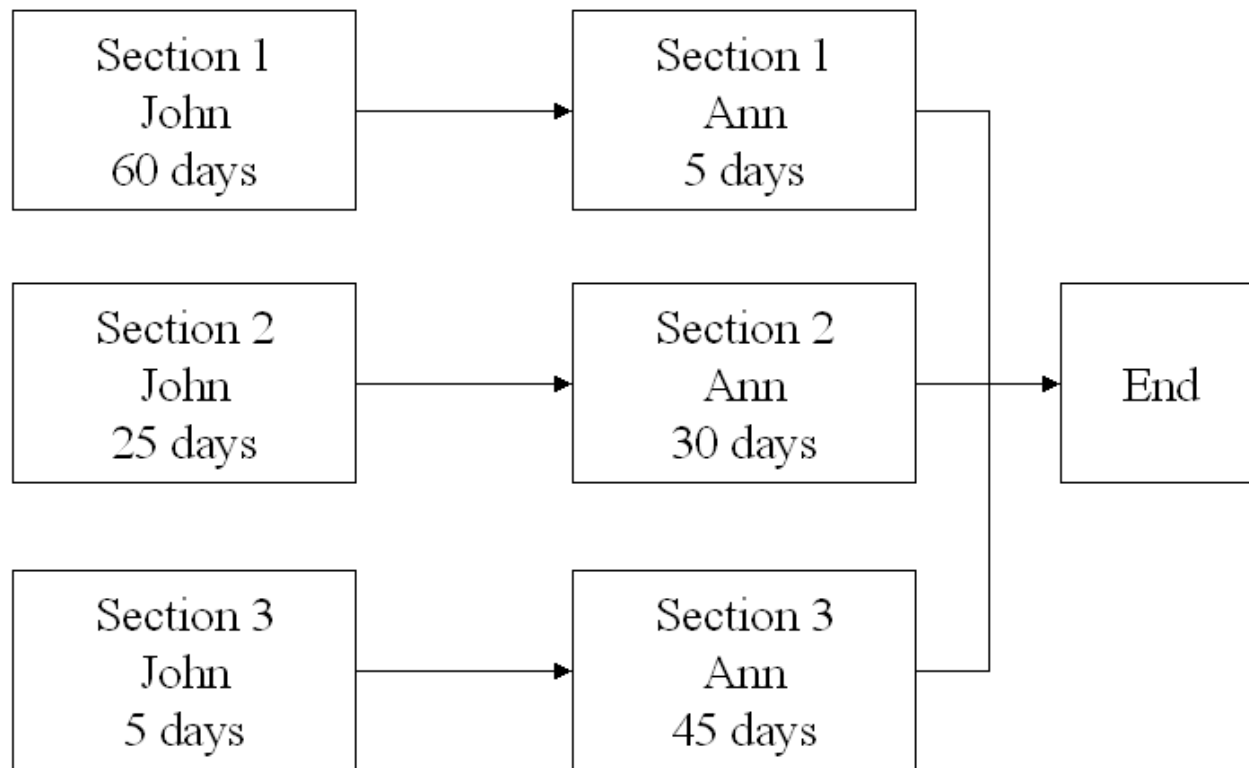 Section 1
John
60 days
Section 1
Ann
5 days
Section 2
John
25 days
Section 2
Ann
30 days
End
Section 3
John
5 days
Section 3
Ann
45 days